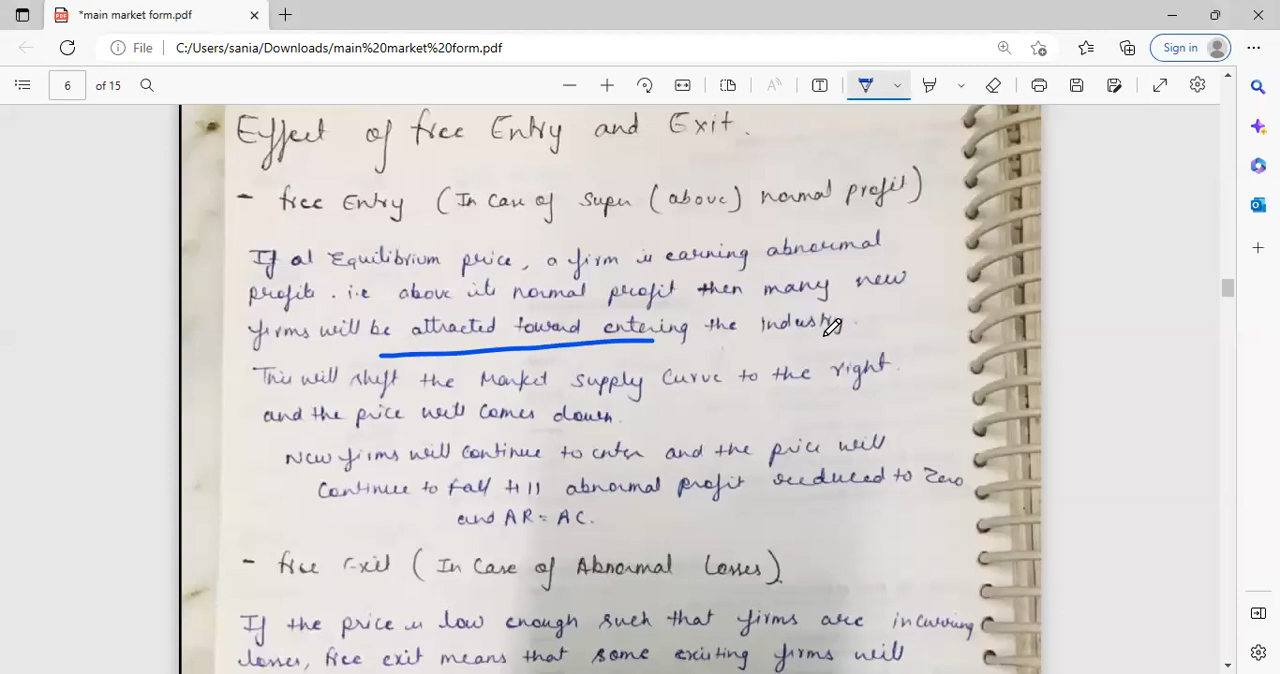 *main market form.pdf
File C:/Users/sania/Downloads/main%20market%20form.pdf
Sign in
6 of 15
Effect of free Entry and Exit.
- free Entry (In Case of Super (above) normal profit)
If at Equilibrium price, a firm is earning abnormal
profits. i.e above its normal profit then many new
firms will be attracted toward entering the Industry.
This will shift the Market Supply Curve to the right.
and the price will comes down.
New firms will continue to enter and the price will
Continue to fall till abnormal profit reduced to Zero
and AR = AC.
- free Exit (In Case of Abnormal Losses)
If the price is low enough such that firms are incurring
losses, free exit means that some existing firms will